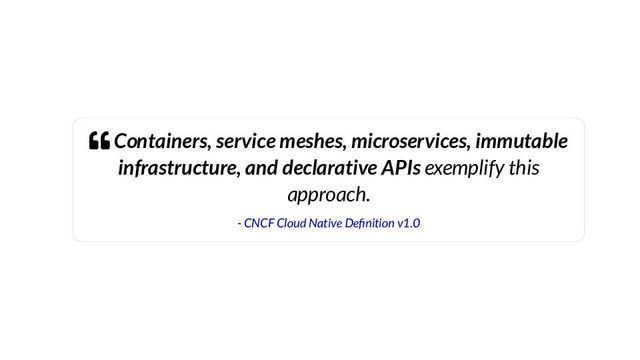 ❝ Containers, service meshes, microservices, immutable
infrastructure, and declarative APIs exemplify this
approach.
- CNCF Cloud Native Definition v1.0